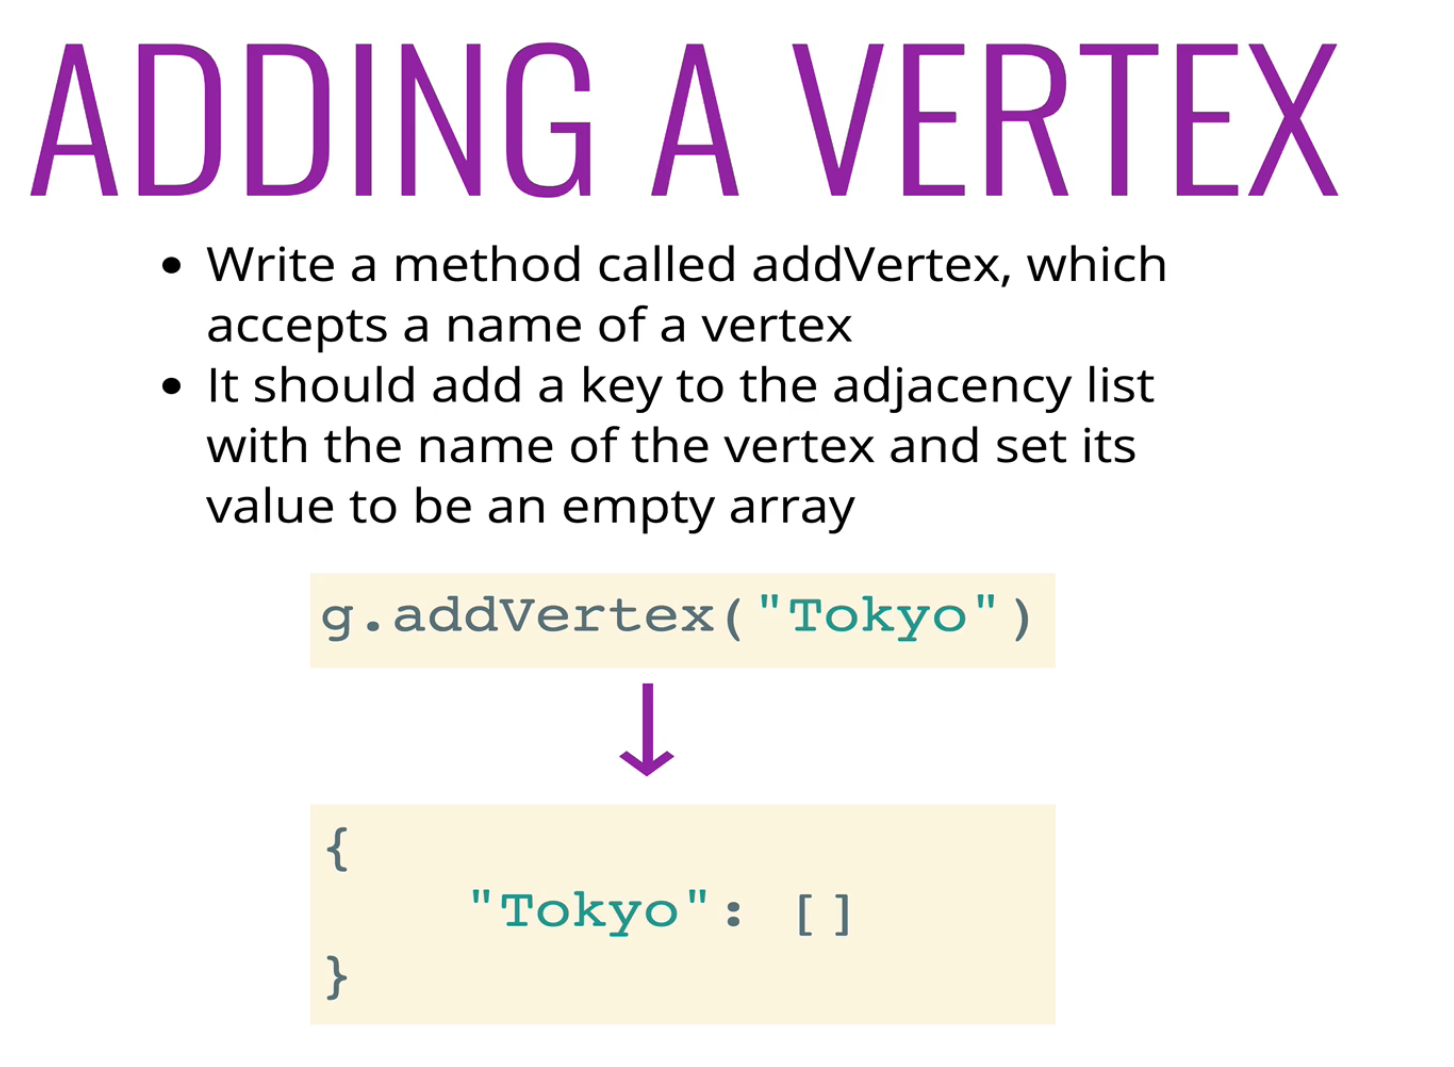 ADDING A VERTEX
• Write a method called addVertex, which
accepts a name of a vertex
• It should add a key to the adjacency list
with the name of the vertex and set its
value to be an empty array
g.addVertex("Tokyo")
{
"Tokyo": []
}